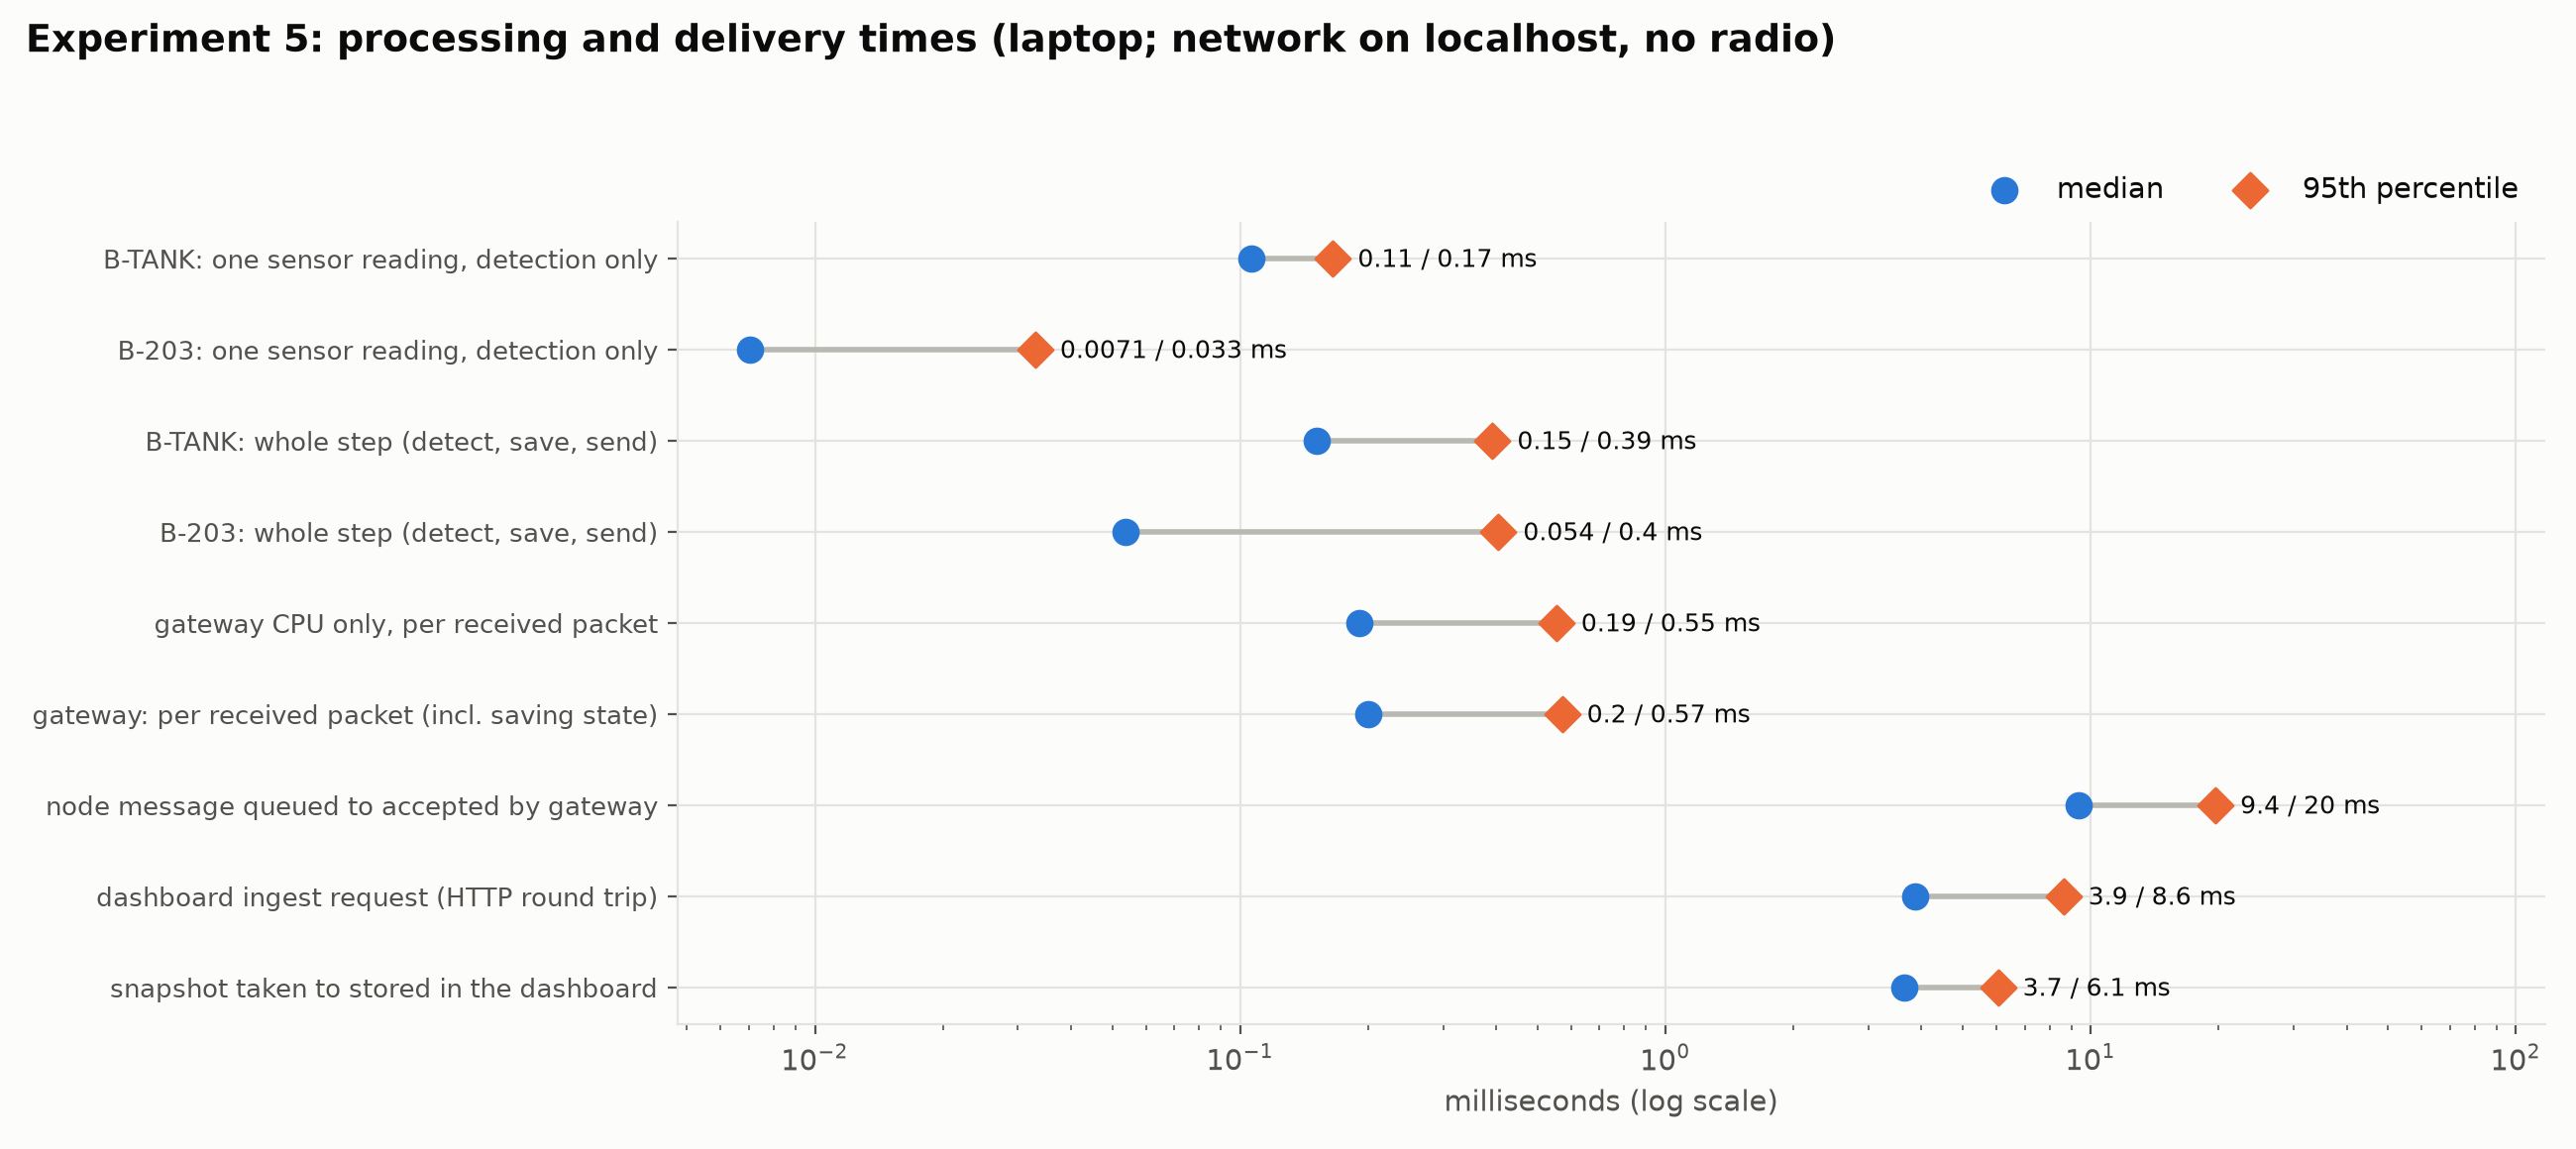 Experiment 5: processing and delivery times (laptop; network on localhost, no radio)
median
95th percentile
B-TANK: one sensor reading, detection only
0.11 / 0.17 ms
B-203: one sensor reading, detection only
0.0071 / 0.033 ms
B-TANK: whole step (detect, save, send)
0.15 / 0.39 ms
B-203: whole step (detect, save, send)
0.054 / 0.4 ms
gateway CPU only, per received packet
0.19 / 0.55 ms
gateway: per received packet (incl. saving state)
0.2 / 0.57 ms
node message queued to accepted by gateway
9.4 / 20 ms
dashboard ingest request (HTTP round trip)
3.9 / 8.6 ms
snapshot taken to stored in the dashboard
3.7 / 6.1 ms
10⁻² 10⁻¹ 10⁰ 10¹ 10²
milliseconds (log scale)